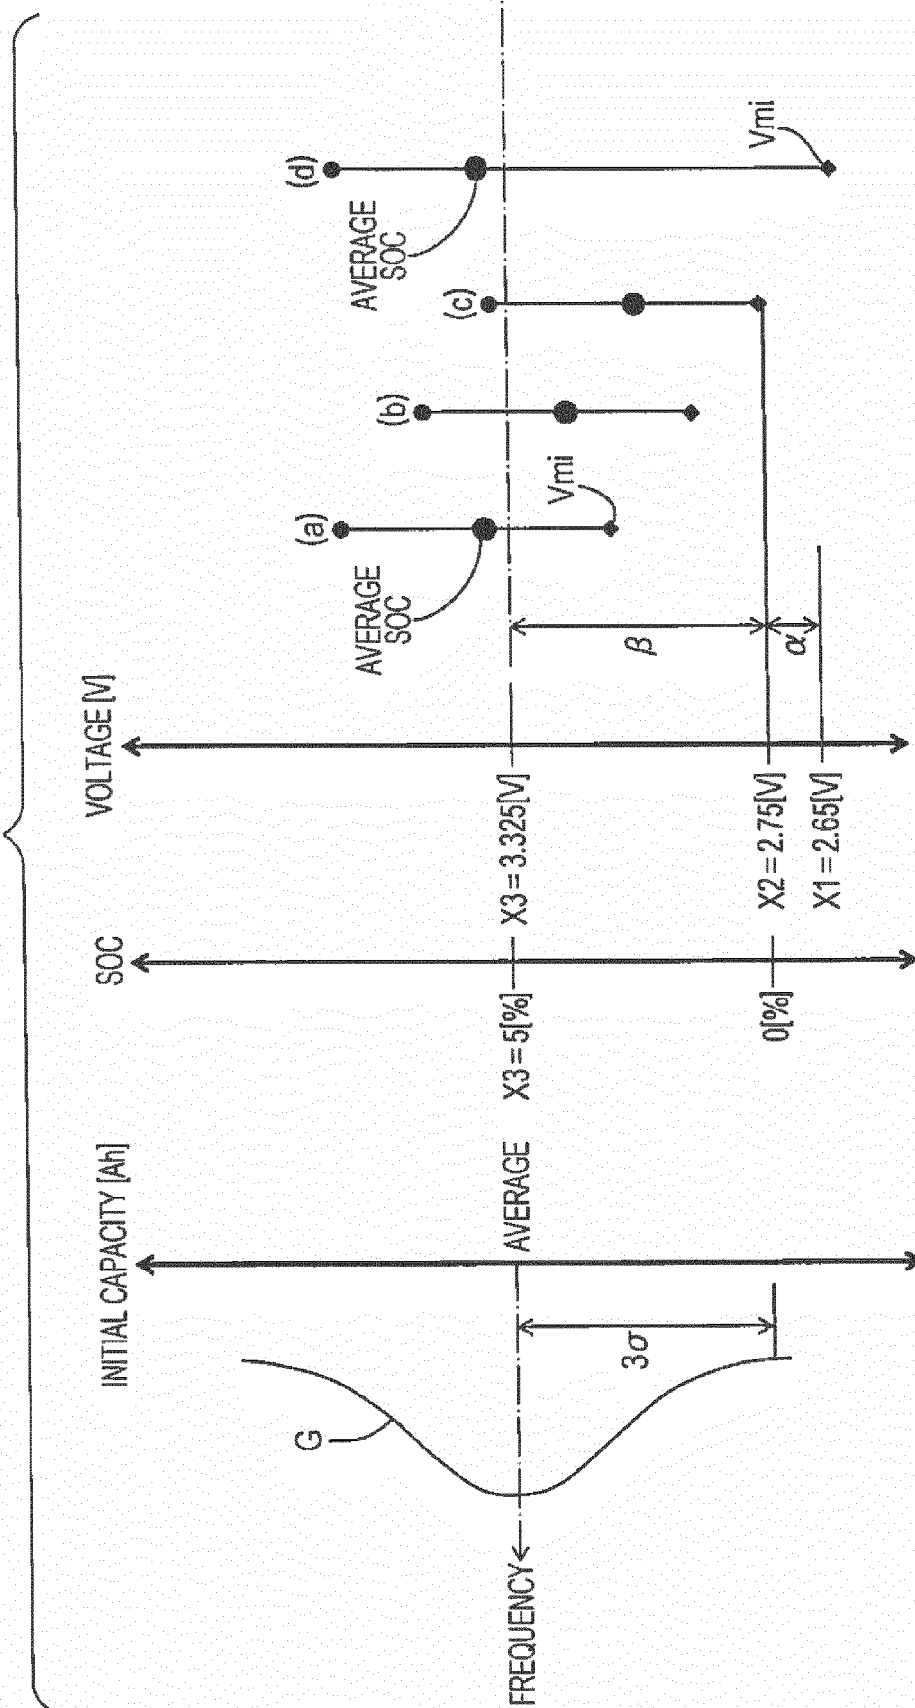 INITIAL CAPACITY [Ah]
G
FREQUENCY
AVERAGE
3σ
SOC
X3 = 5[%]
0[%]
VOLTAGE [V]
X3 = 3.325[V]
X2 = 2.75[V]
X1 = 2.65[V]
β
α
AVERAGE
SOC
(a)
Vmi
(b)
(c)
AVERAGE
SOC
(d)
Vmi